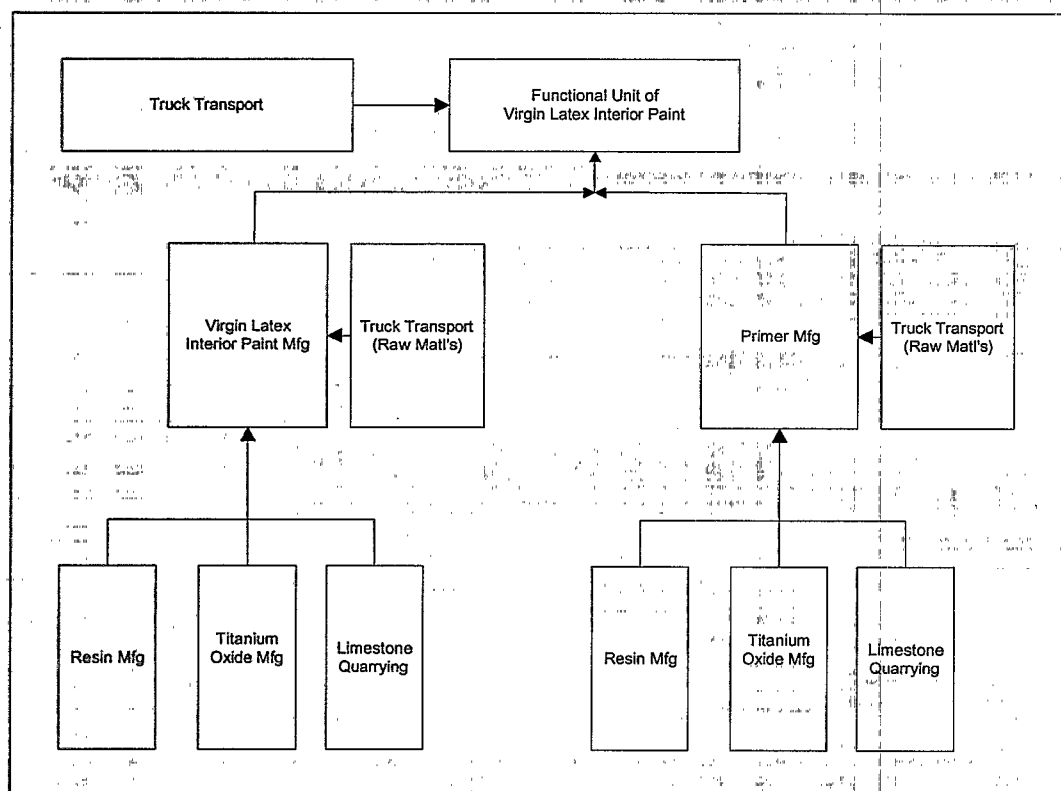 Truck Transport
Functional Unit of
Virgin Latex Interior Paint
Virgin Latex
Interior Paint Mfg
Truck Transport
(Raw Matl's)
Primer Mfg
Truck Transport
(Raw Matl's)
Resin Mfg
Titanium
Oxide Mfg
Limestone
Quarrying
Resin Mfg
Titanium
Oxide Mfg
Limestone
Quarrying